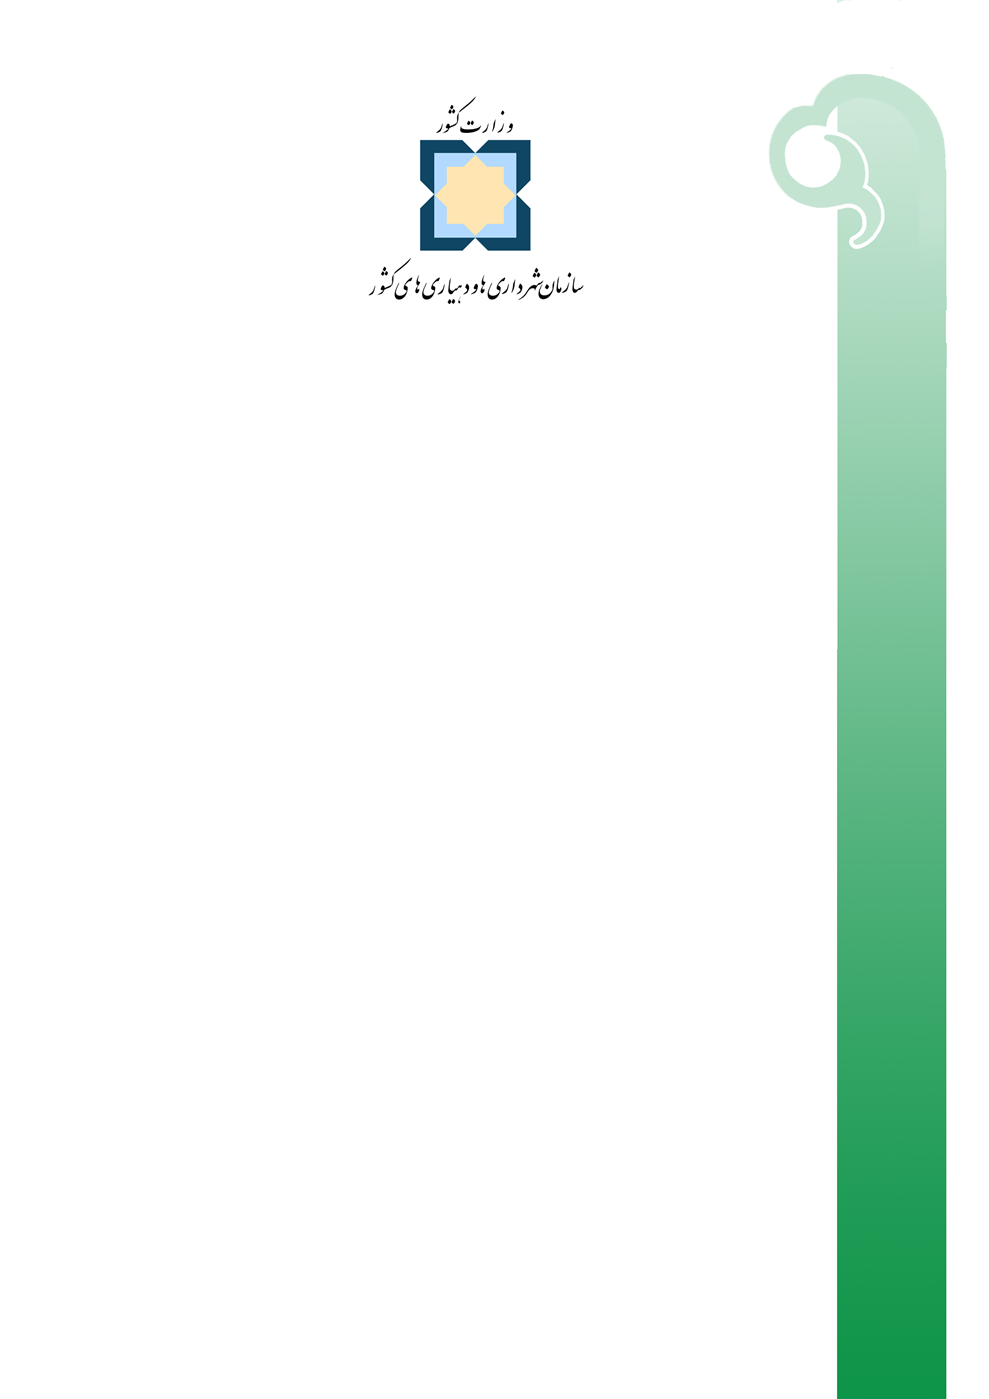 وزارت کشور
سازمان شهرداری ها و دهیاری های کشور